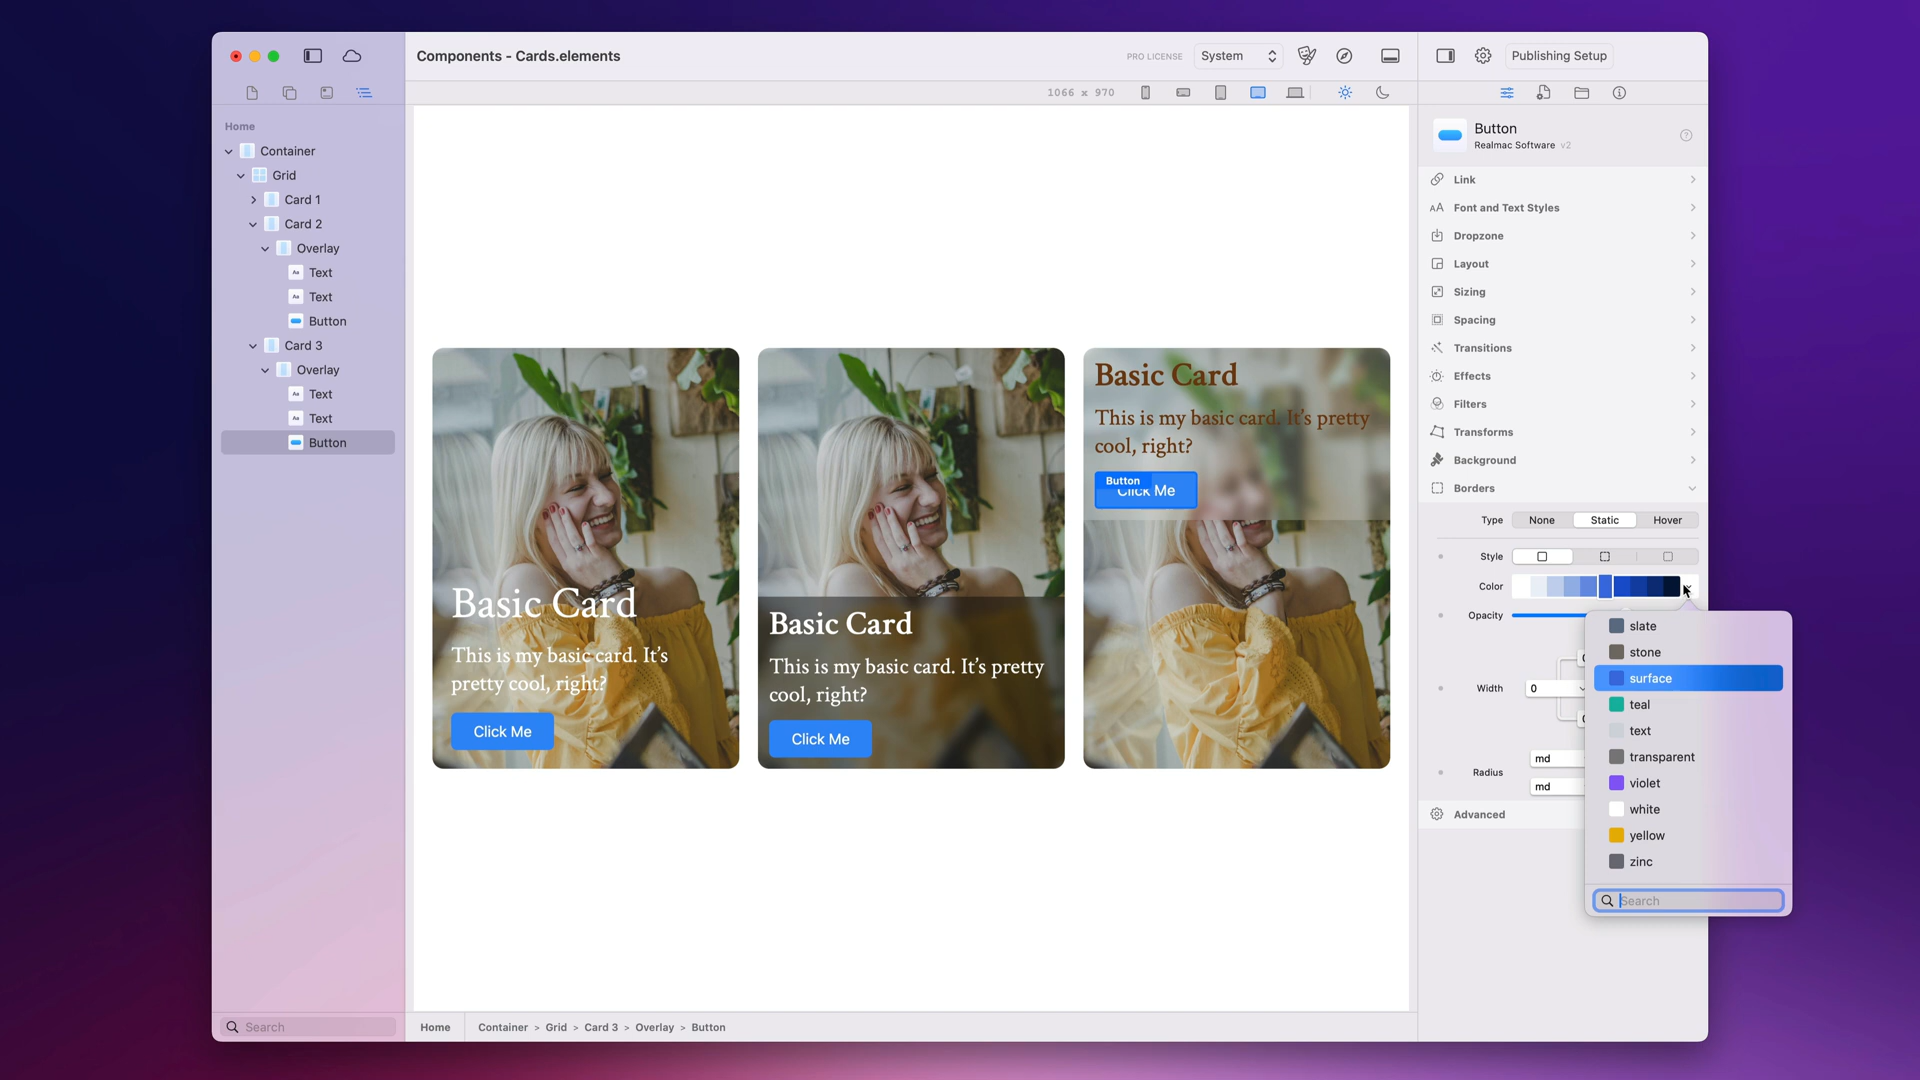 Components - Cards.elements
PRO LICENSE
System
Publishing Setup
1066 x 970
Home
Container
Grid
Card 1
Card 2
Overlay
Text
Text
Button
Card 3
Overlay
Text
Text
Button
Search
Basic Card
This is my basic card. It's
pretty cool, right?
Click Me
Basic Card
This is my basic card. It's pretty
cool, right?
Click Me
Basic Card
This is my basic card. It's pretty
cool, right?
Button
Click Me
Home
Container > Grid > Card 3 > Overlay > Button
Button
Realmac Software v2
Link
AA Font and Text Styles
Dropzone
Layout
Sizing
Spacing
Transitions
Effects
Filters
Transforms
Background
Borders
Type None Static Hover
Style
Color
Opacity
Width 0
Radius md
md
Advanced
slate
stone
surface
teal
text
transparent
violet
white
yellow
zinc
Search